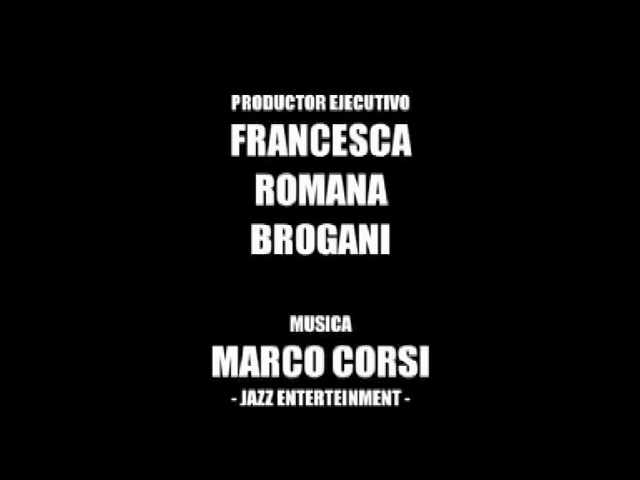 PRODUCTOR EJECUTIVO
FRANCESCA
ROMANA
BROGANI
MUSICA
MARCO CORSI
- JAZZ ENTERTEINMENT -